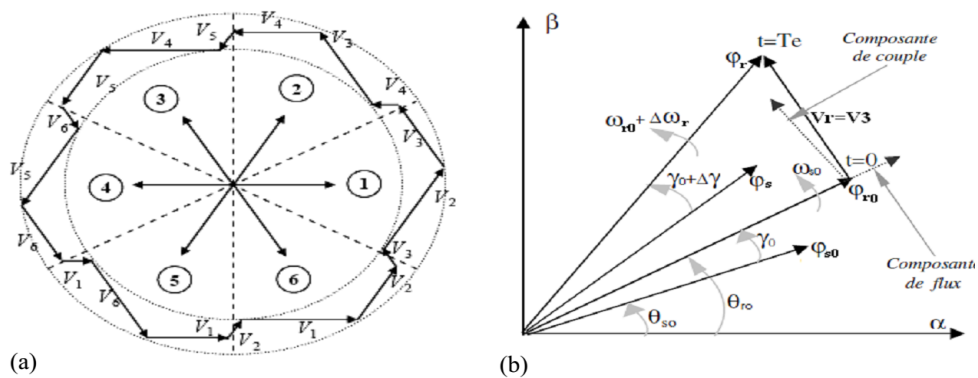 V₄
V₅
V₄
V₃
V₅
V₄
V₆
V₃
③
②
④
①
⑤
⑥
V₅
V₂
V₆
V₃
V₁
V₂
V₆
V₁
V₂
V₁
(a)
β
t=Te
φr
Composante
de couple
Vr=V3
ωr0+Δωr
t=0
γ0+Δγ
φs
ωso
φr0
γ0
φs0
Composante
de flux
θro
θso
α
(b)